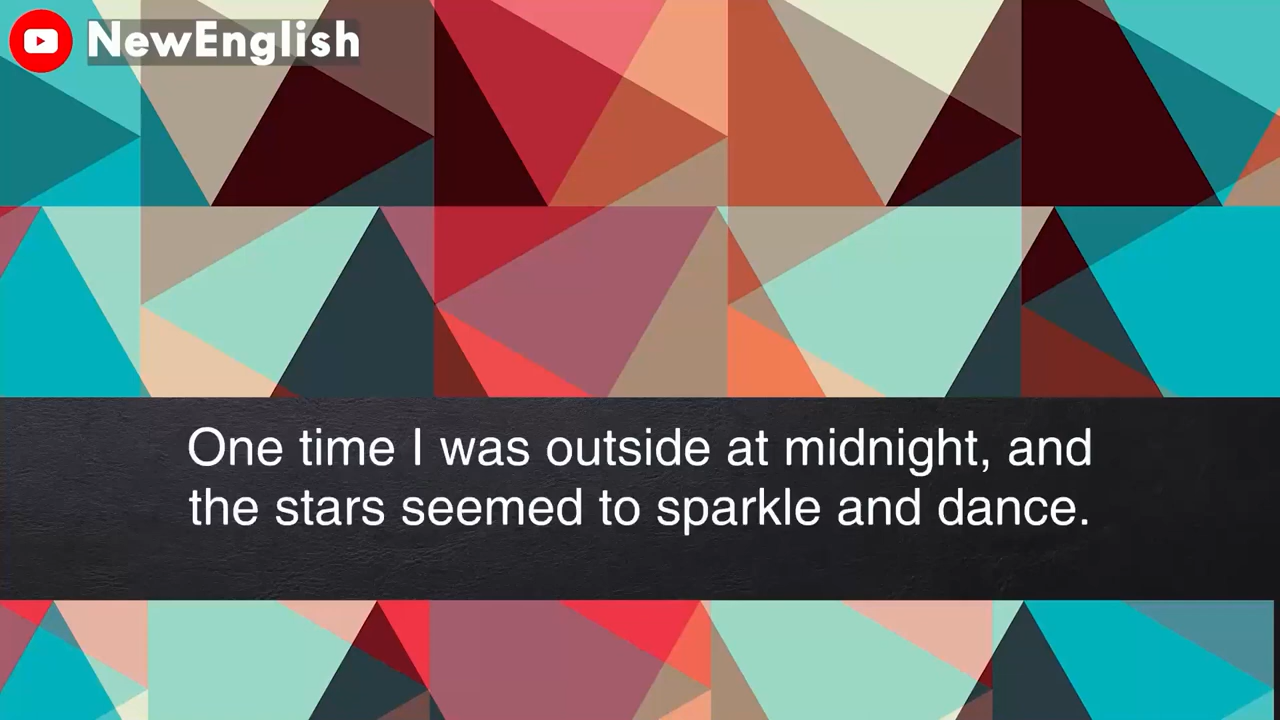 NewEnglish
One time I was outside at midnight, and
the stars seemed to sparkle and dance.